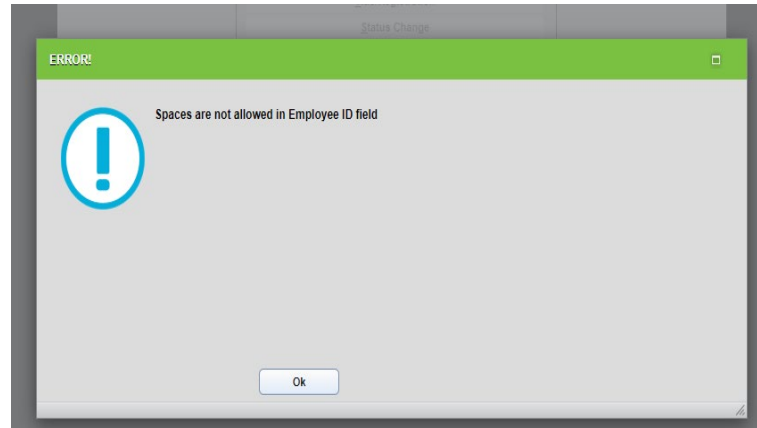 Status Change
ERROR!
Spaces are not allowed in Employee ID field
Ok